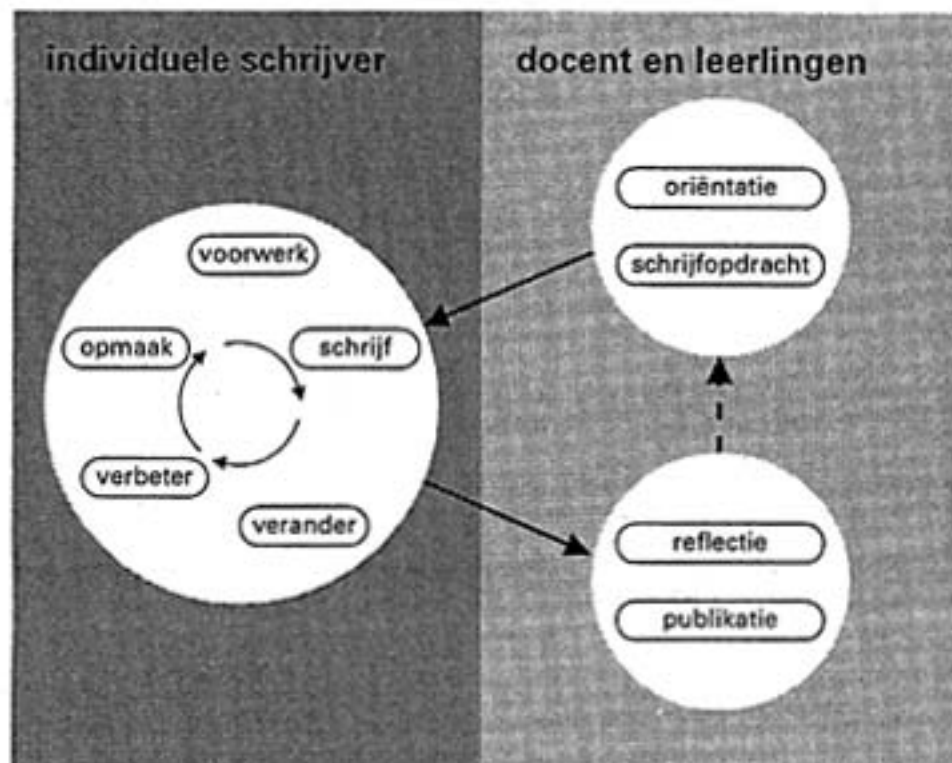 individuele schrijver
voorwerk
opmaak
schrijf
verbeter
verander
docent en leerlingen
oriëntatie
schrijfopdracht
reflectie
publikatie